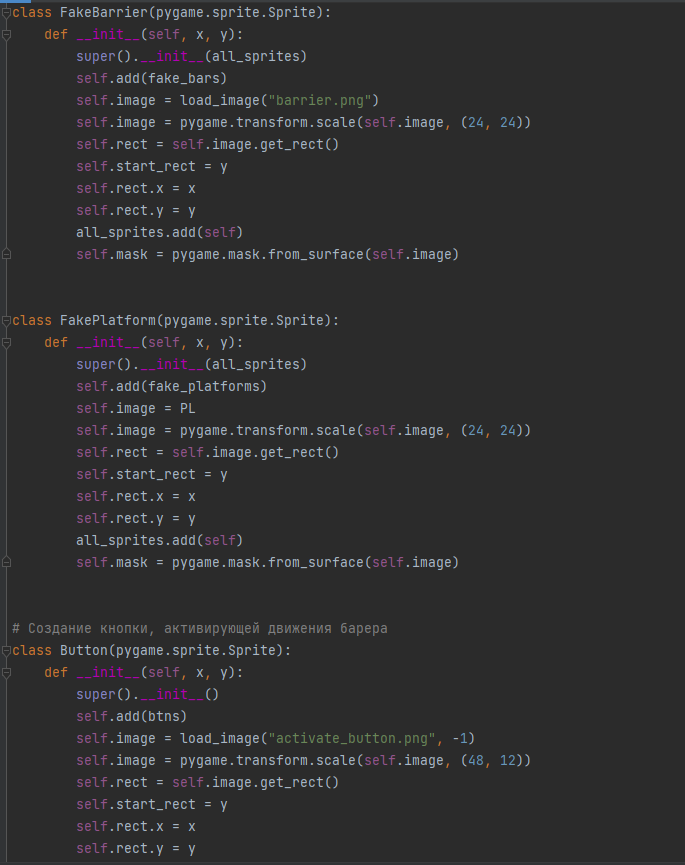 class FakeBarrier(pygame.sprite.Sprite):
    def __init__(self, x, y):
        super().__init__(all_sprites)
        self.add(fake_bars)
        self.image = load_image("barrier.png")
        self.image = pygame.transform.scale(self.image, (24, 24))
        self.rect = self.image.get_rect()
        self.start_rect = y
        self.rect.x = x
        self.rect.y = y
        all_sprites.add(self)
        self.mask = pygame.mask.from_surface(self.image)

class FakePlatform(pygame.sprite.Sprite):
    def __init__(self, x, y):
        super().__init__(all_sprites)
        self.add(fake_platforms)
        self.image = PL
        self.image = pygame.transform.scale(self.image, (24, 24))
        self.rect = self.image.get_rect()
        self.start_rect = y
        self.rect.x = x
        self.rect.y = y
        all_sprites.add(self)
        self.mask = pygame.mask.from_surface(self.image)

# Создание кнопки, активирующей движения барера
class Button(pygame.sprite.Sprite):
    def __init__(self, x, y):
        super().__init__()
        self.add(btns)
        self.image = load_image("activate_button.png", -1)
        self.image = pygame.transform.scale(self.image, (48, 12))
        self.rect = self.image.get_rect()
        self.start_rect = y
        self.rect.x = x
        self.rect.y = y